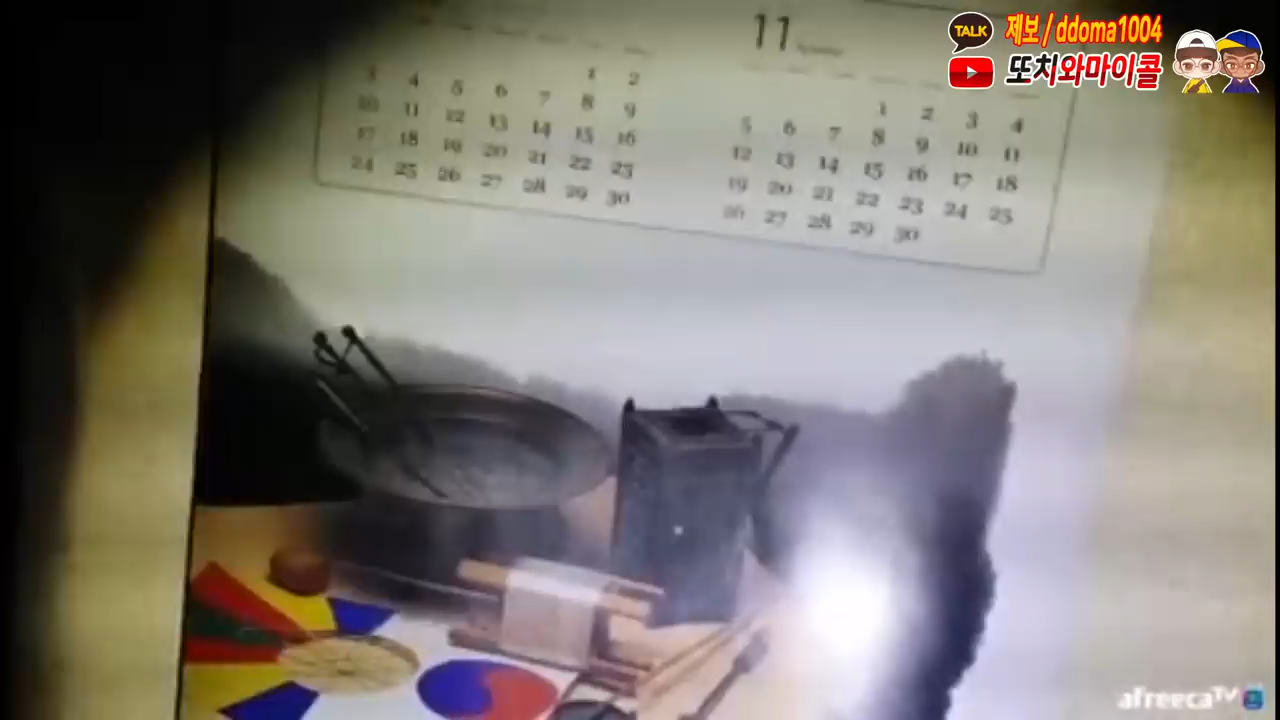 11
제보/ddoma1004
TALK
또치와마이콜
1 2
3 4 5 6 7 8 9
10 11 12 13 14 15 16
17 18 19 20 21 22 23
24 25 26 27 28 29 30
1 2 3 4
5 6 7 8 9 10 11
12 13 14 15 16 17 18
19 20 21 22 23 24 25
26 27 28 29 30
afreecaTV